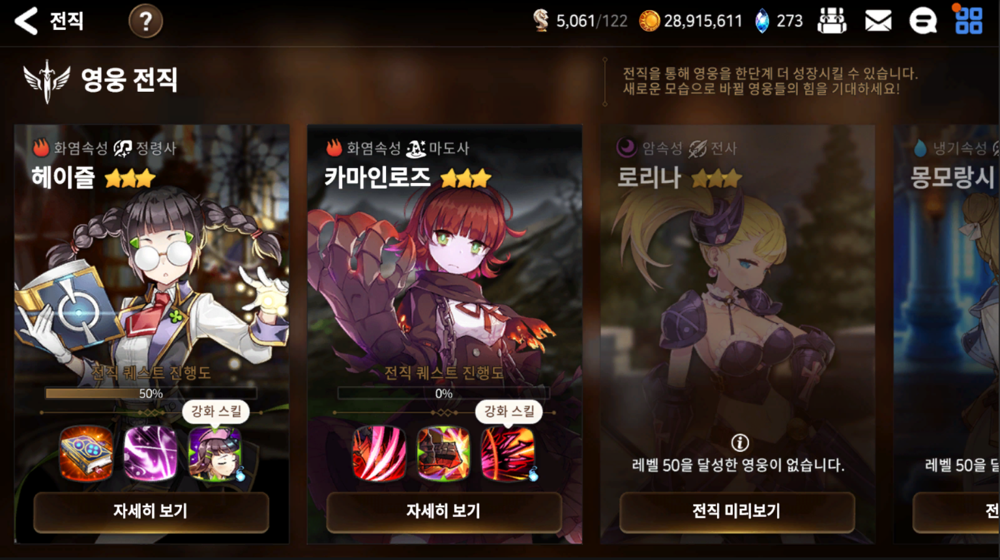 전직
?
5,061/122
28,915,611
273
영웅 전직
전직을 통해 영웅을 한단계 더 성장시킬 수 있습니다.
새로운 모습으로 바뀔 영웅들의 힘을 기대하세요!
화염속성 정령사
헤이즐
전직 퀘스트 진행도
50%
강화 스킬
자세히 보기
화염속성 마도사
카마인로즈
전직 퀘스트 진행도
0%
강화 스킬
자세히 보기
암속성 전사
로리나
레벨 50을 달성한 영웅이 없습니다.
전직 미리보기
냉기속성
몽모랑시
레벨 50을
전